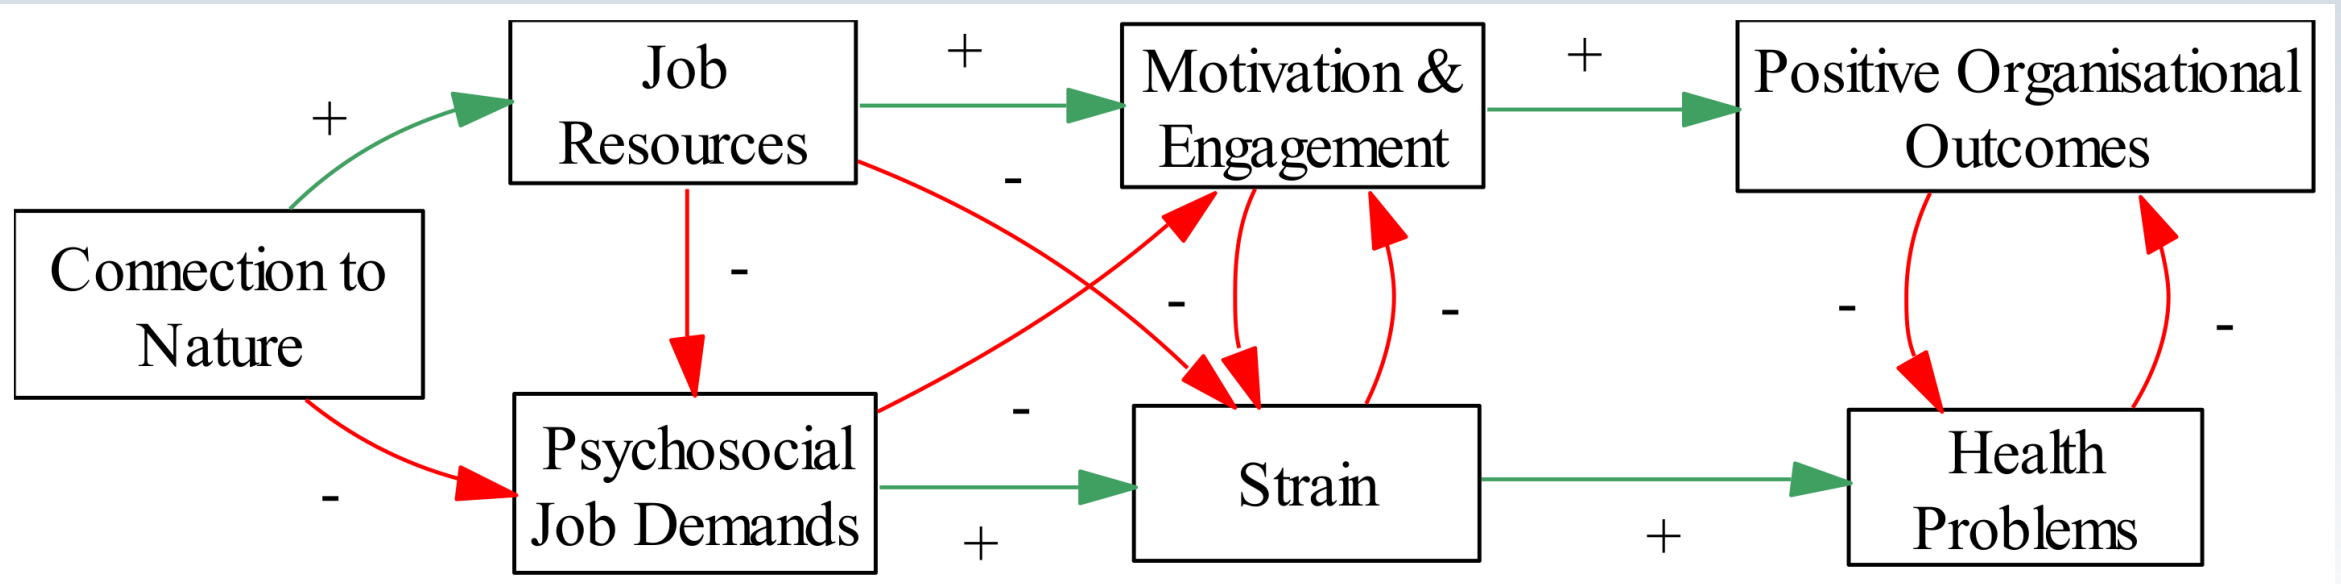 Job
Resources
+
Motivation &
Engagement
+
Positive Organisational
Outcomes
+
-
Connection to
Nature
-
-
-
-
-
-
Psychosocial
Job Demands
-
+
Strain
+
Health
Problems
-